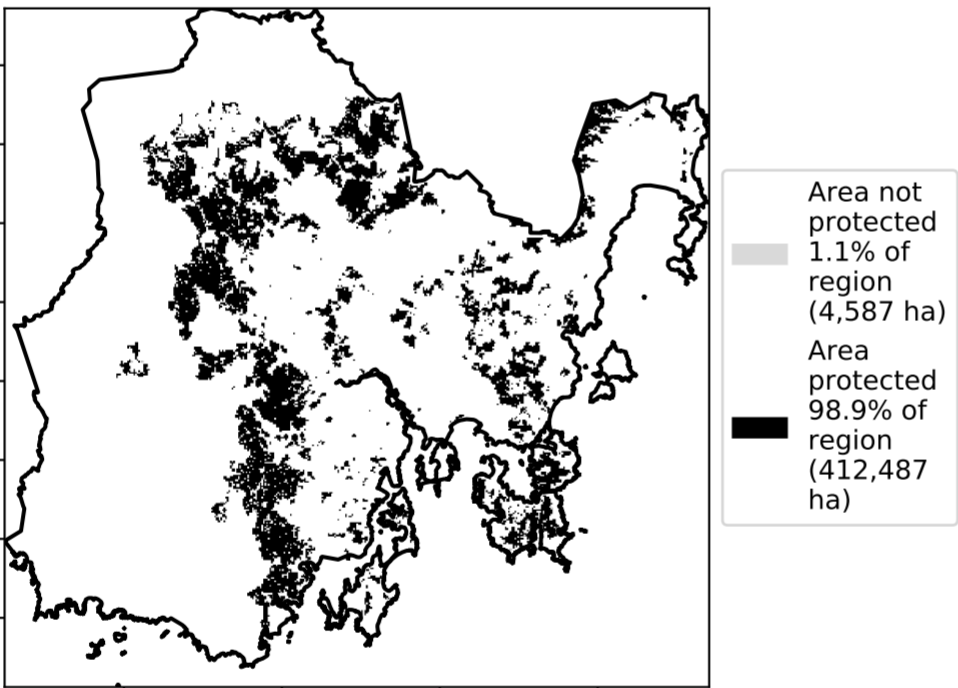 Area not
protected
1.1% of
region
(4,587 ha)
Area
protected
98.9% of
region
(412,487
ha)